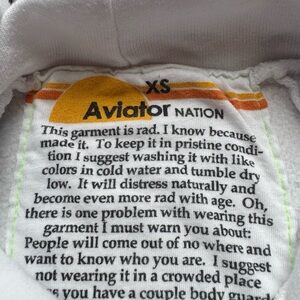 XS
Aviator NATION
This garment is rad. I know because
made it. To keep it in pristine condi-
tion I suggest washing it with like
colors in cold water and tumble dry
low. It will distress naturally and
become even more rad with age. Oh,
there is one problem with wearing this
garment I must warn you about:
People will come out of no where and
want to know who you are. I suggest
not wearing it in a crowded place
you have a couple body guard